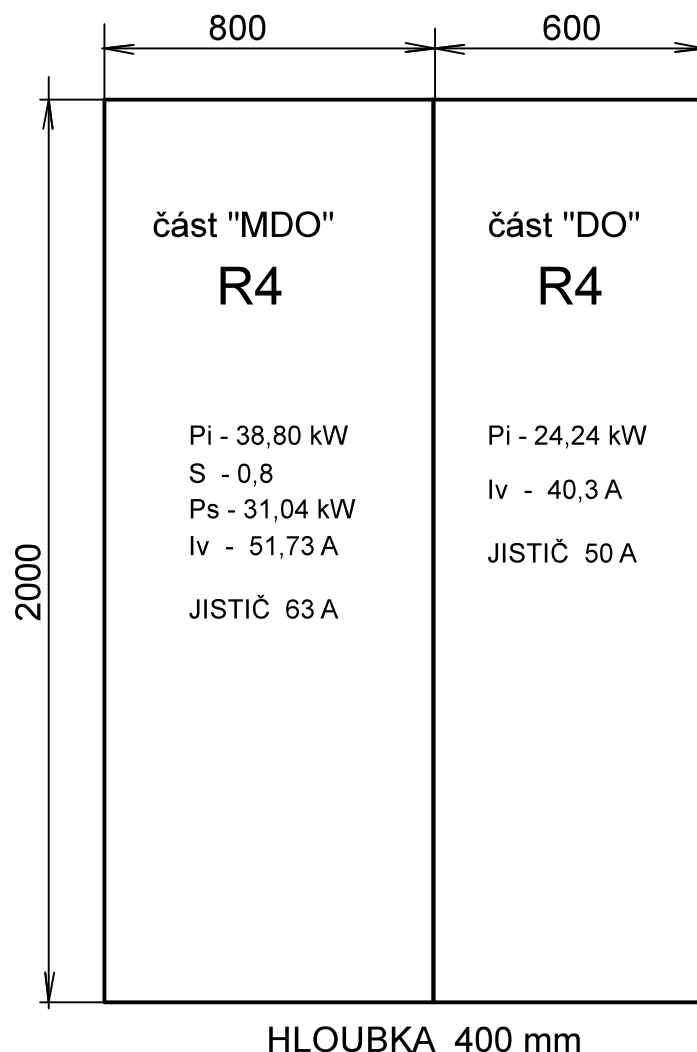 800
600
2000
část "MDO"
R4
Pi - 38,80 kW
S - 0,8
Ps - 31,04 kW
Iv - 51,73 A
JISTIČ 63 A
část "DO"
R4
Pi - 24,24 kW
Iv - 40,3 A
JISTIČ 50 A
HLOUBKA 400 mm